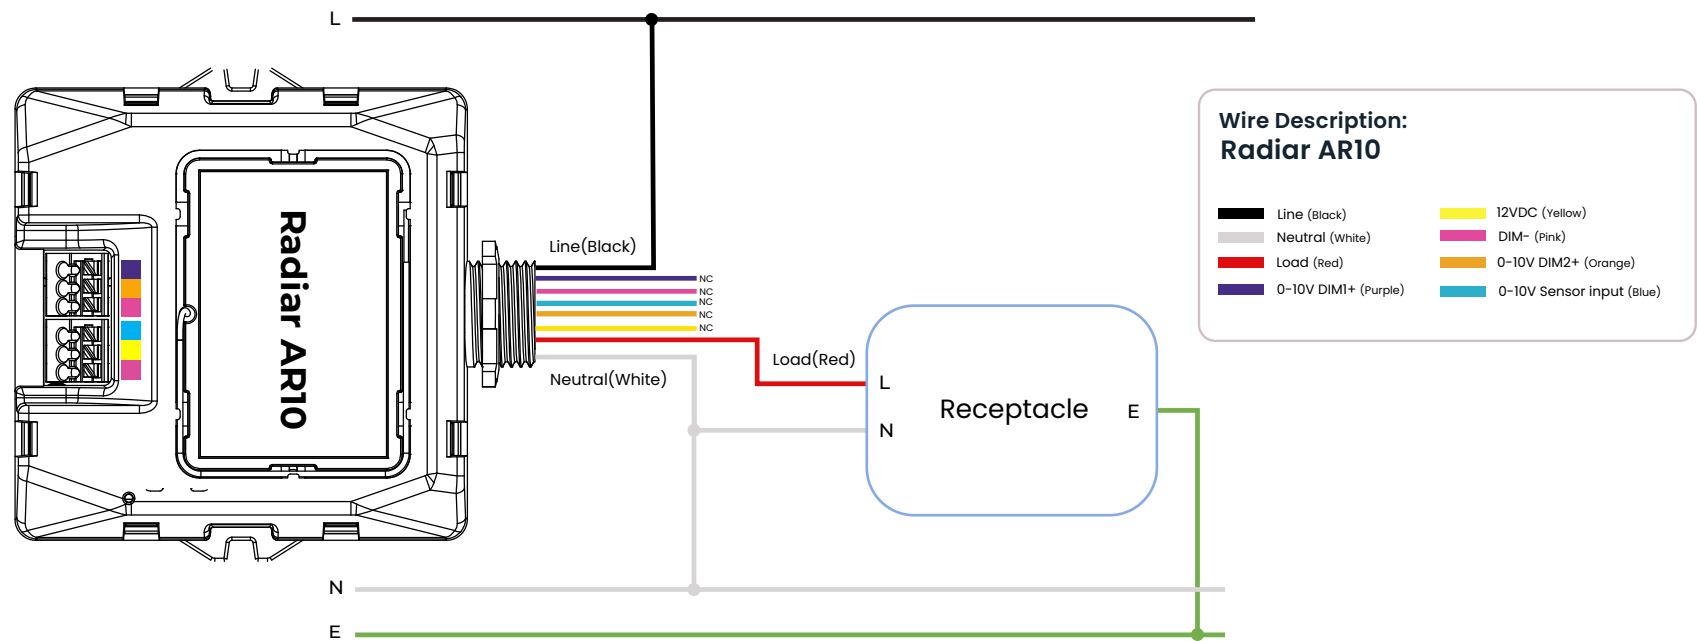 L
Wire Description:
Radiar AR10
Line (Black)
12VDC (Yellow)
Neutral (White)
DIM- (Pink)
Load (Red)
0-10V DIM2+ (Orange)
0-10V DIM1+ (Purple)
0-10V Sensor input (Blue)
Radiar AR10
Line(Black)
NC
NC
NC
NC
NC
Load(Red)
Neutral(White)
L
Receptacle
E
N
N
E